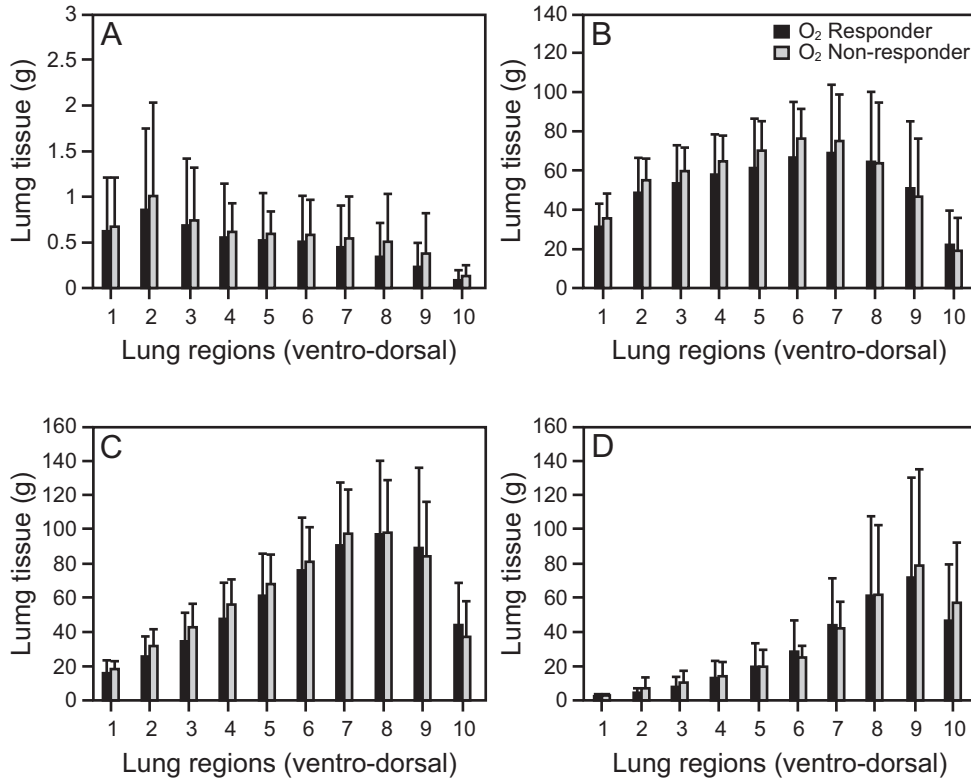 A
3
2.5
2
1.5
1
0.5
0
Lumg tissue (g)
1 2 3 4 5 6 7 8 9 10
Lung regions (ventro-dorsal)
B
O₂ Responder
O₂ Non-responder
140
120
100
80
60
40
20
0
Lumg tissue (g)
1 2 3 4 5 6 7 8 9 10
Lung regions (ventro-dorsal)
C
160
140
120
100
80
60
40
20
0
Lumg tissue (g)
1 2 3 4 5 6 7 8 9 10
Lung regions (ventro-dorsal)
D
160
140
120
100
80
60
40
20
0
Lumg tissue (g)
1 2 3 4 5 6 7 8 9 10
Lung regions (ventro-dorsal)